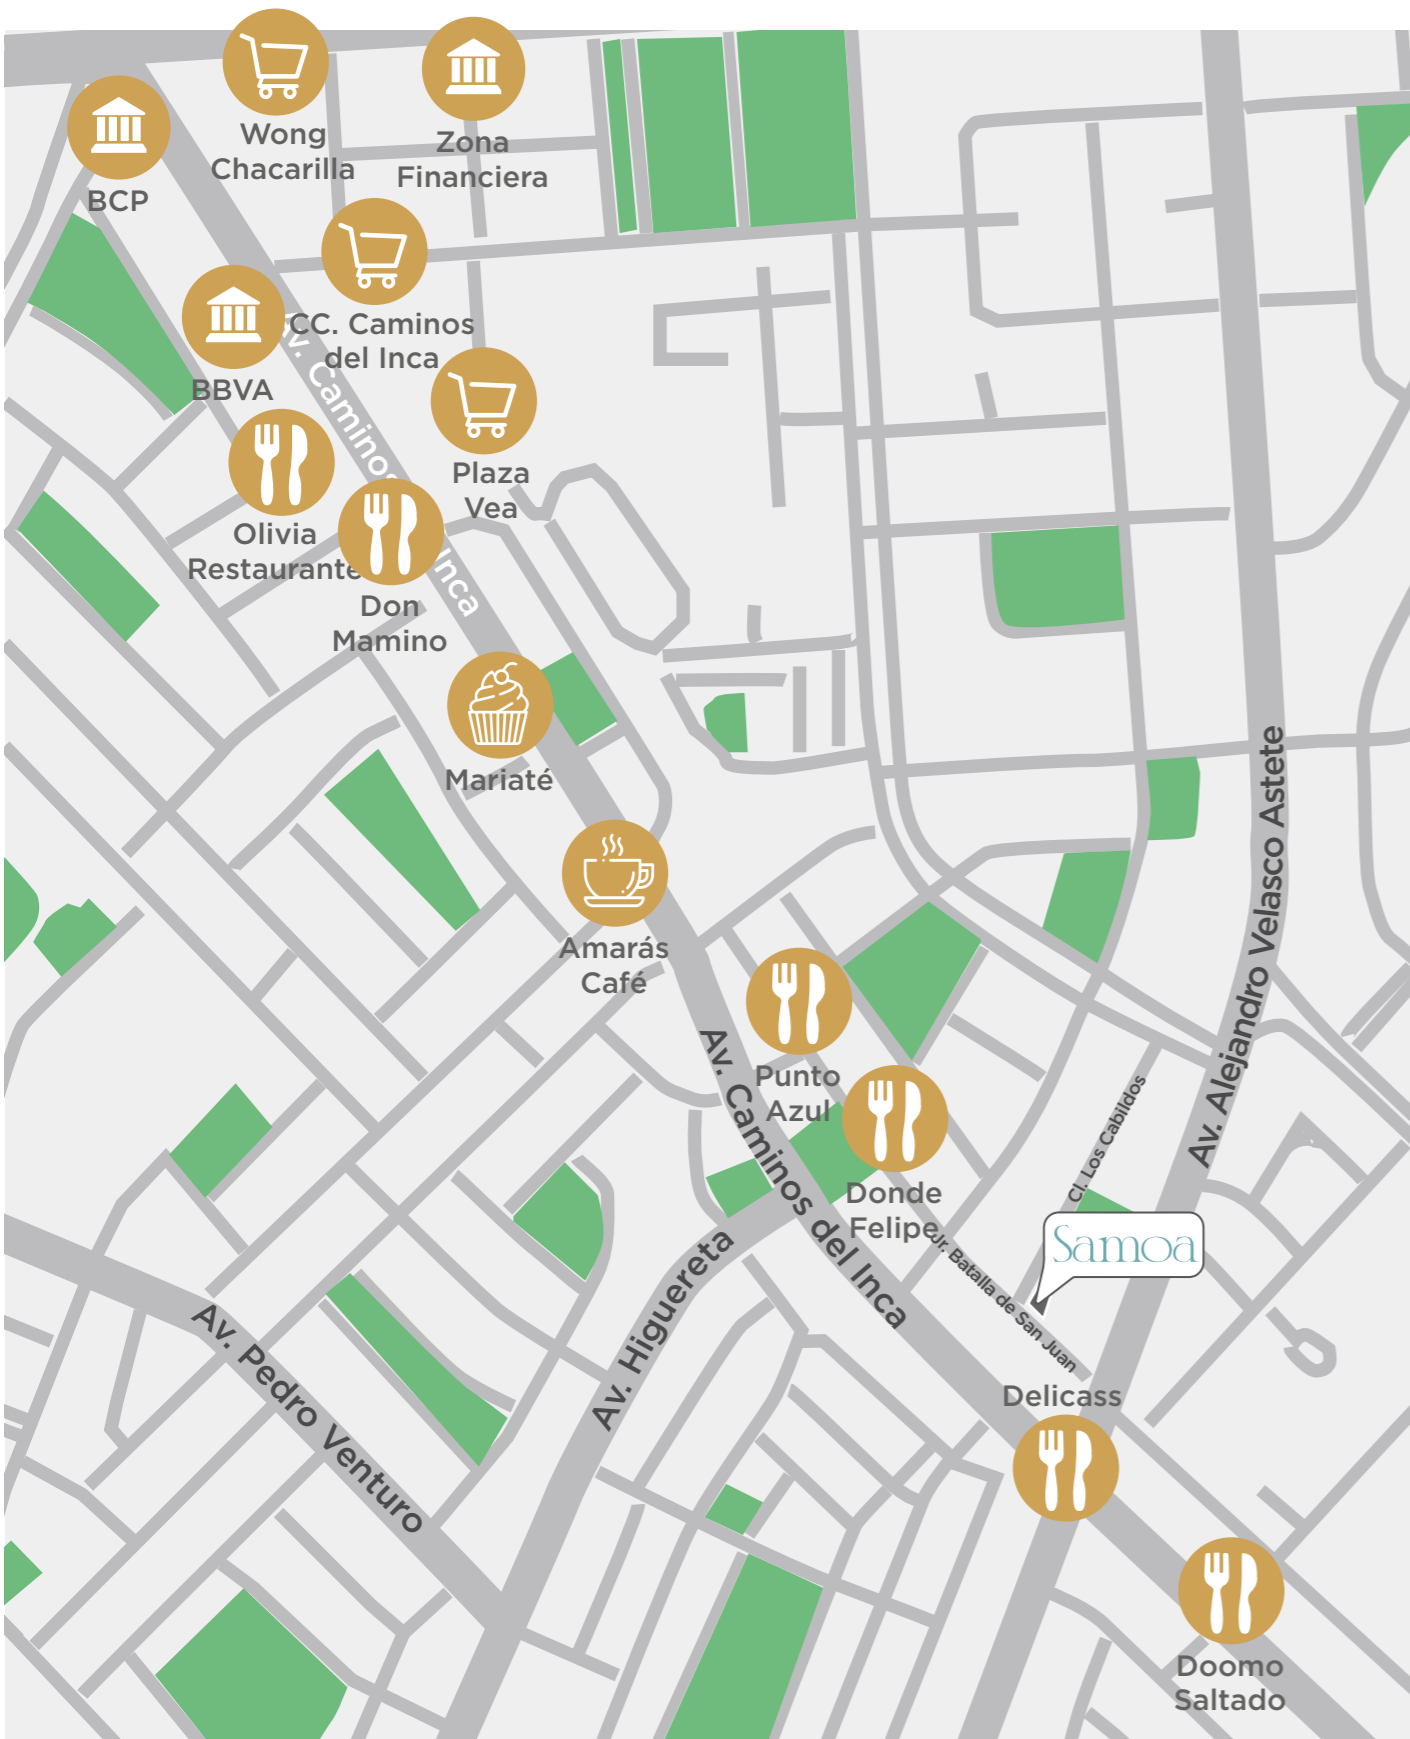 Wong
Chacarilla
Zona
Financiera
BCP
CC. Caminos
del Inca
BBVA
Av. Caminos
Inca
Plaza
Vea
Olivia
Restaurante
Don
Mamino
Mariaté
Av. Alejandro Velasco Astete
Amarás
Café
Av. Caminos del Inca
Punto
Azul
Cl. Los Cabildos
Donde
Felipe
Jr. Batalla de San Juan
Samoa
Av. Higuereta
Av. Pedro Venturo
Delicass
Doomo
Saltado